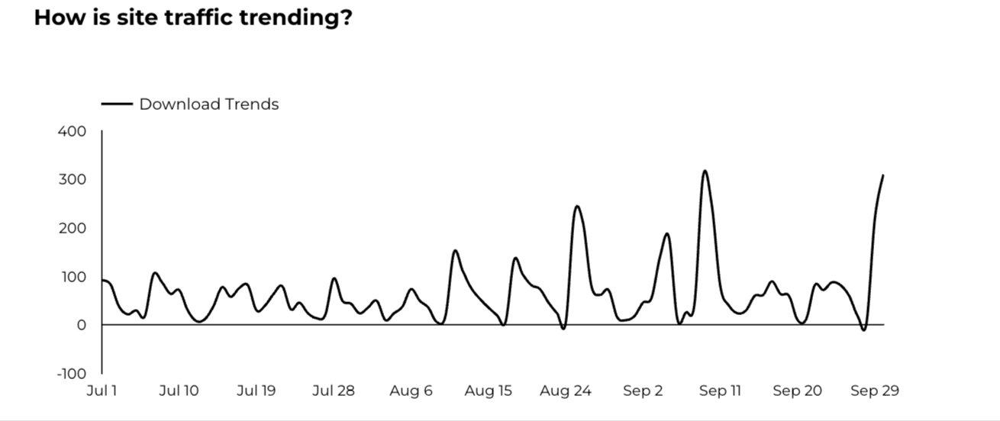 How is site traffic trending?
Download Trends
400
300
200
100
0
-100
Jul 1 Jul 10 Jul 19 Jul 28 Aug 6 Aug 15 Aug 24 Sep 2 Sep 11 Sep 20 Sep 29